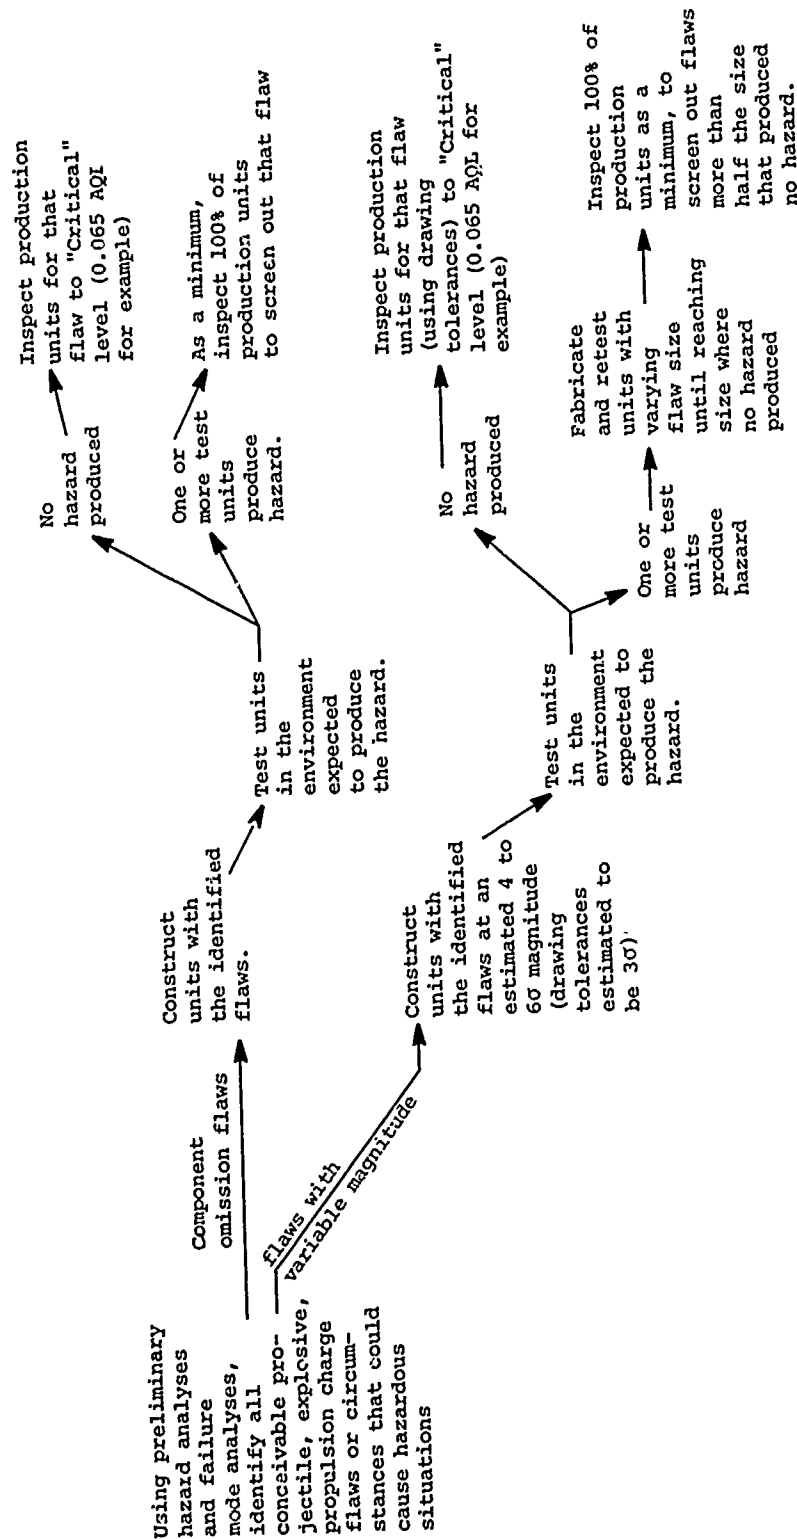 Using preliminary
hazard analyses
and failure
mode analyses,
identify all
conceivable pro-
jectile, explosive,
propulsion charge
flaws or circum-
stances that could
cause hazardous
situations
Component
omission flaws
Construct
units with
the identified
flaws.
Test units
in the
environment
expected
to produce
the hazard.
No
hazard
produced
Inspect production
units for that
flaw to "Critical"
level (0.065 AQL
for example)
One or
more test
units
produce
hazard.
As a minimum,
inspect 100% of
production units
to screen out that flaw
flaws with
variable magnitude
Construct
units with
the identified
flaws at an
estimated 4 to
6σ magnitude
(drawing
tolerances
estimated to
be 3σ)
Test units
in the
environment
expected to
produce the
hazard.
No
hazard
produced
Inspect production
units for that flaw
(using drawing
tolerances) to "Critical"
level (0.065 AQL for
example)
One or
more test
units
produce
hazard
Fabricate
and retest
units with
varying
flaw size
until reaching
size where
no hazard
produced
Inspect 100% of
production
units as a
minimum, to
screen out flaws
more than
half the size
that produced
no hazard.